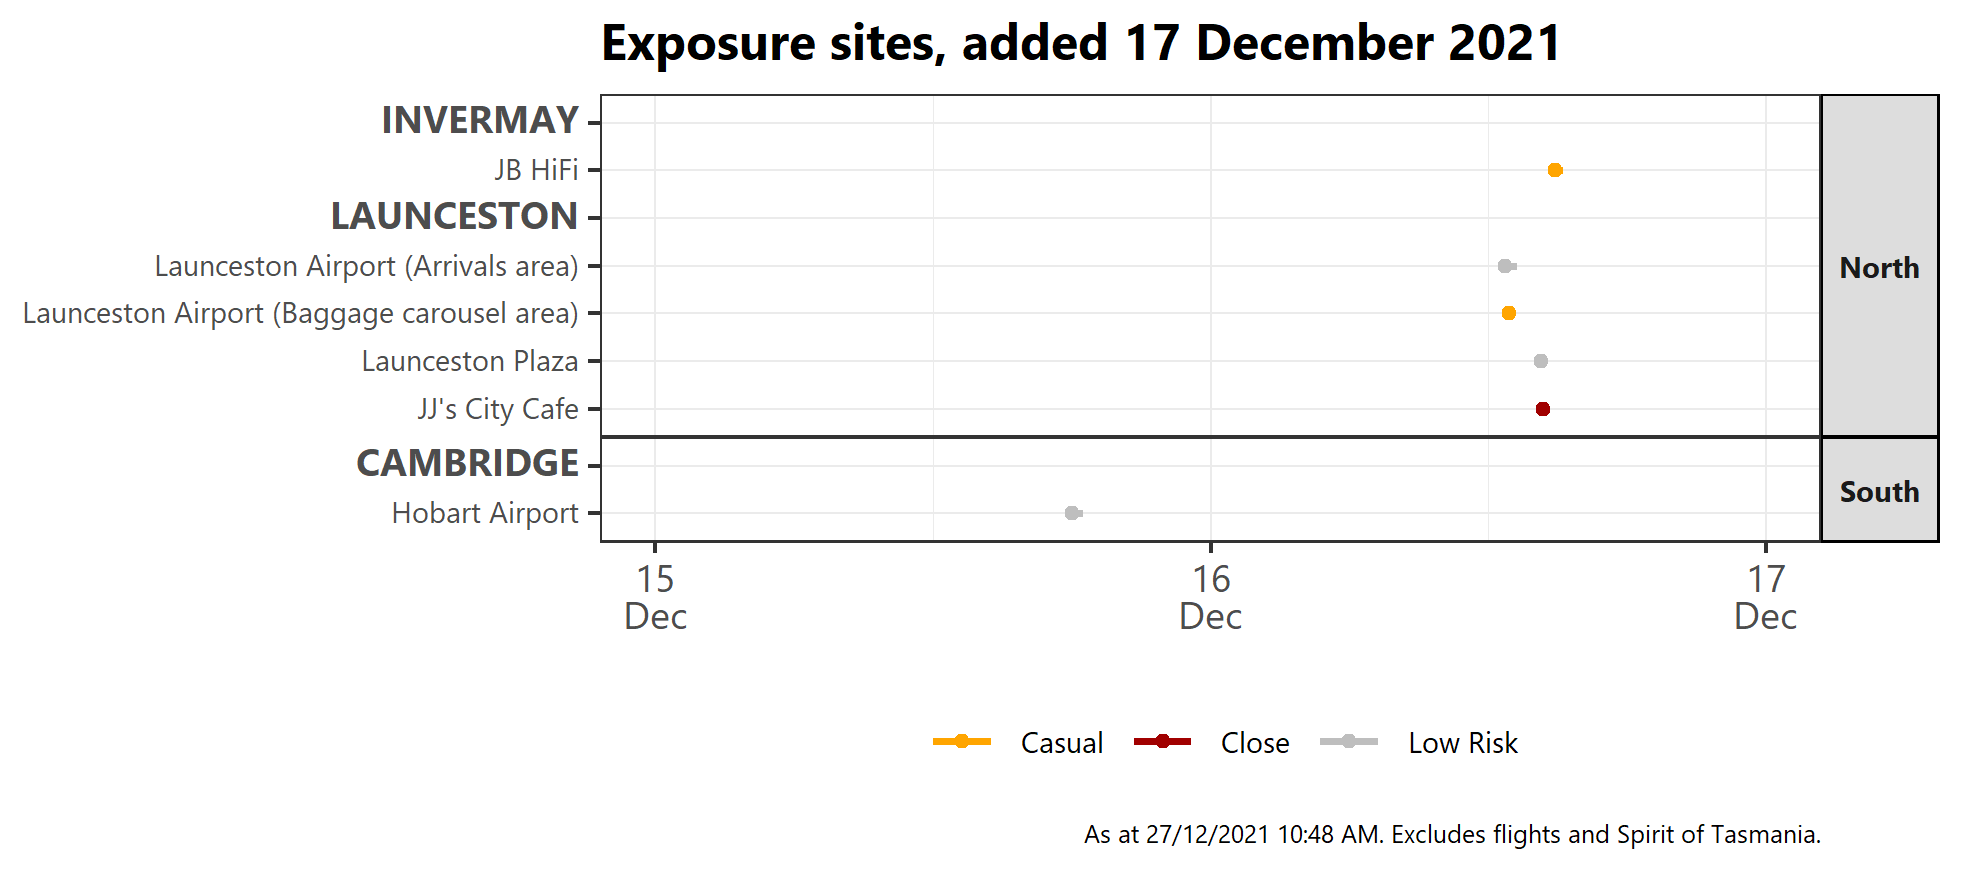 Exposure sites, added 17 December 2021
INVERMAY
JB HiFi
LAUNCESTON
Launceston Airport (Arrivals area)
Launceston Airport (Baggage carousel area)
Launceston Plaza
JJ's City Cafe
North
CAMBRIDGE
Hobart Airport
South
15
Dec
16
Dec
17
Dec
Casual
Close
Low Risk
As at 27/12/2021 10:48 AM. Excludes flights and Spirit of Tasmania.